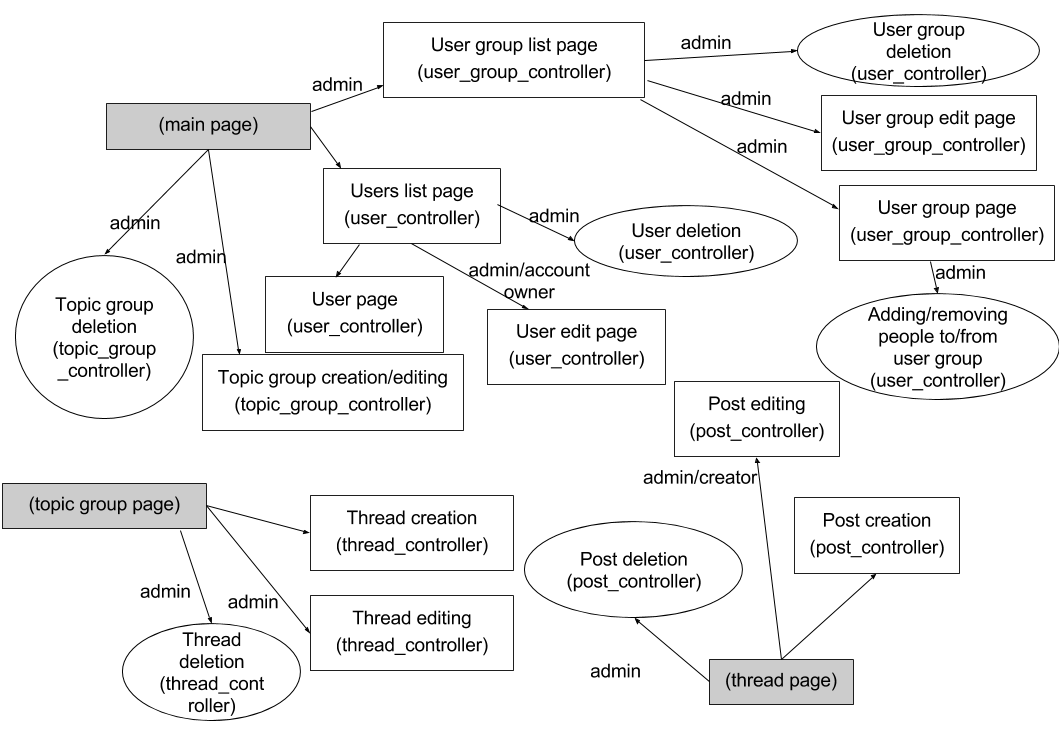 User group list page
(user_group_controller)
admin
User group
deletion
(user_controller)
admin
(main page)
admin
User group edit page
(user_group_controller)
admin
Users list page
(user_controller)
User group page
(user_group_controller)
admin
admin
User deletion
(user_controller)
admin
admin/account
owner
admin
Topic group
deletion
(topic_group
_controller)
User page
(user_controller)
User edit page
(user_controller)
Adding/removing
people to/from
user group
(user_controller)
Topic group creation/editing
(topic_group_controller)
Post editing
(post_controller)
admin/creator
(topic group page)
Thread creation
(thread_controller)
Post creation
(post_controller)
Post deletion
(post_controller)
admin
admin
Thread editing
(thread_controller)
Thread
deletion
(thread_cont
roller)
admin
(thread page)